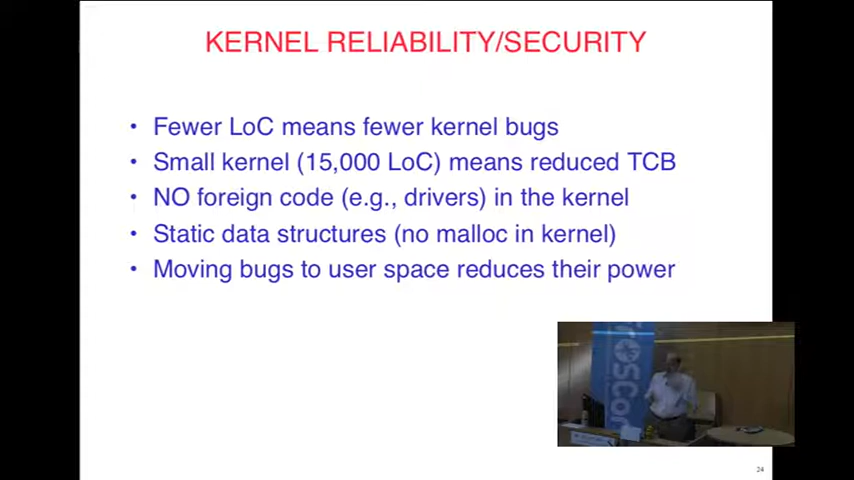 KERNEL RELIABILITY/SECURITY
• Fewer LoC means fewer kernel bugs
• Small kernel (15,000 LoC) means reduced TCB
• NO foreign code (e.g., drivers) in the kernel
• Static data structures (no malloc in kernel)
• Moving bugs to user space reduces their power
24